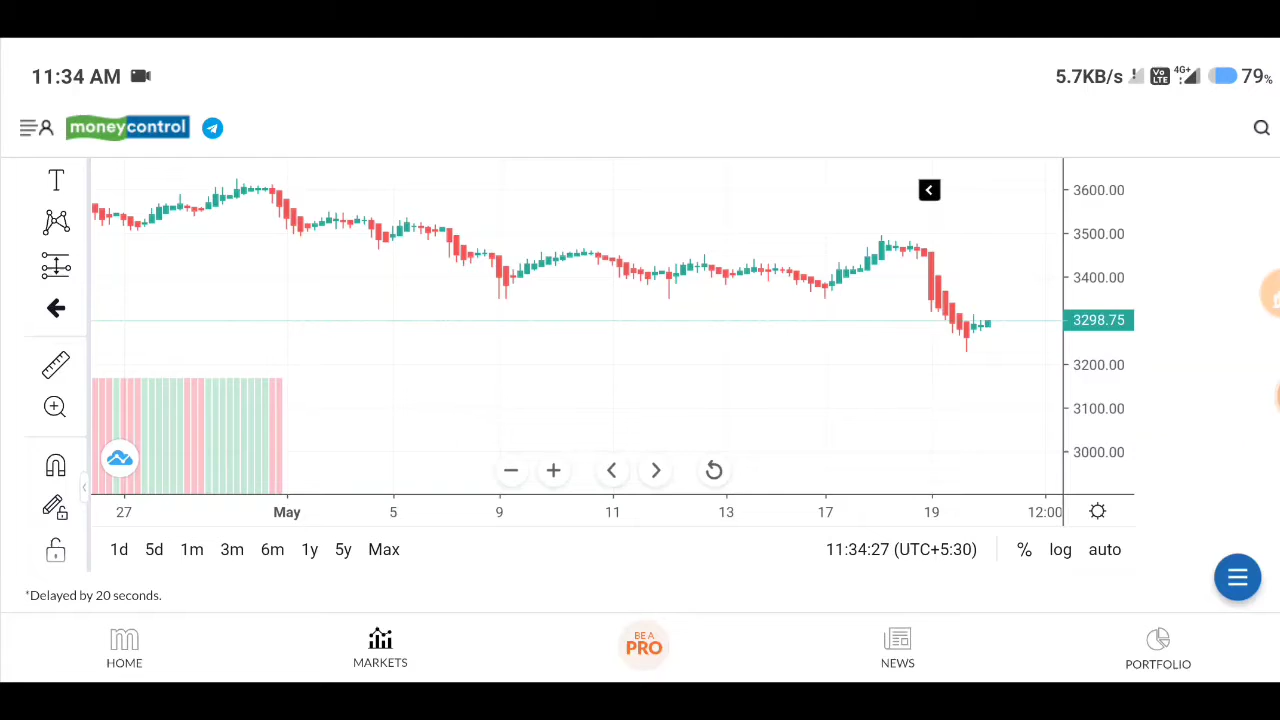 11:34 AM 5.7KB/s Vo LTE 4G+ 79%
moneycontrol
T
3600.00
3500.00
3400.00
3298.75
3200.00
3100.00
3000.00
27 May 5 9 11 13 17 19 12:00
1d 5d 1m 3m 6m 1y 5y Max 11:34:27 (UTC+5:30) % log auto
*Delayed by 20 seconds.
BE A
PRO
HOME MARKETS NEWS PORTFOLIO